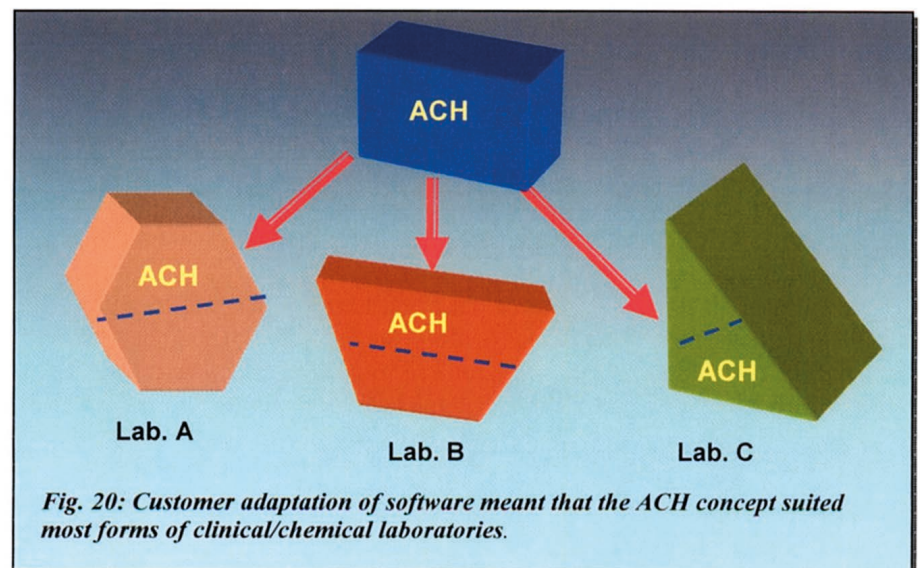 ACH
ACH
ACH
ACH
Lab. A
Lab. B
Lab. C
Fig. 20: Customer adaptation of software meant that the ACH concept suited
most forms of clinical/chemical laboratories.